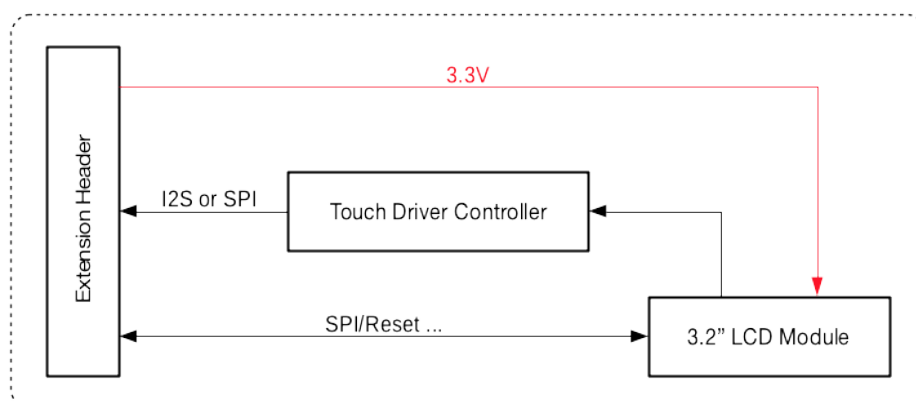 3.3V
Extension Header
I2S or SPI
Touch Driver Controller
SPI/Reset ...
3.2” LCD Module